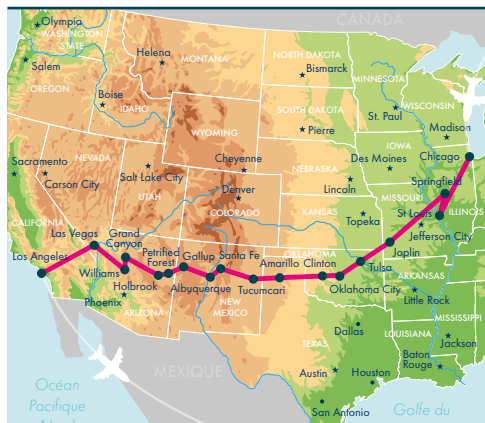 CANADA
Olympia
WASHINGTON
STATE
Helena
MONTANA
NORTH DAKOTA
Bismarck
MINNESOTA
Salem
OREGON
Boise
IDAHO
SOUTH DAKOTA
Pierre
St. Paul
WISCONSIN
Madison
WYOMING
IOWA
Chicago
Sacramento
NEVADA
Carson City
Salt Lake City
UTAH
Cheyenne
Denver
COLORADO
NEBRASKA
Lincoln
Des Moines
Springfield
KANSAS
Topeka
MISSOURI
St Louis
ILLINOIS
Jefferson City
CALIFORNIA
Las Vegas
Grand
Canyon
Los Angeles
Williams
Petrified
Forest
Gallup
Santa Fe
Amarillo
Clinton
OKLAHOMA
Tulsa
Joplin
Holbrook
Albuquerque
Tucumcari
Oklahoma City
ARKANSAS
Little Rock
Phoenix
ARIZONA
NEW
MEXICO
MISSISSIPPI
Dallas
LOUISIANA
Jackson
TEXAS
Baton
Rouge
MEXIQUE
Austin
Houston
San Antonio
Océan
Pacifique
Golfe du